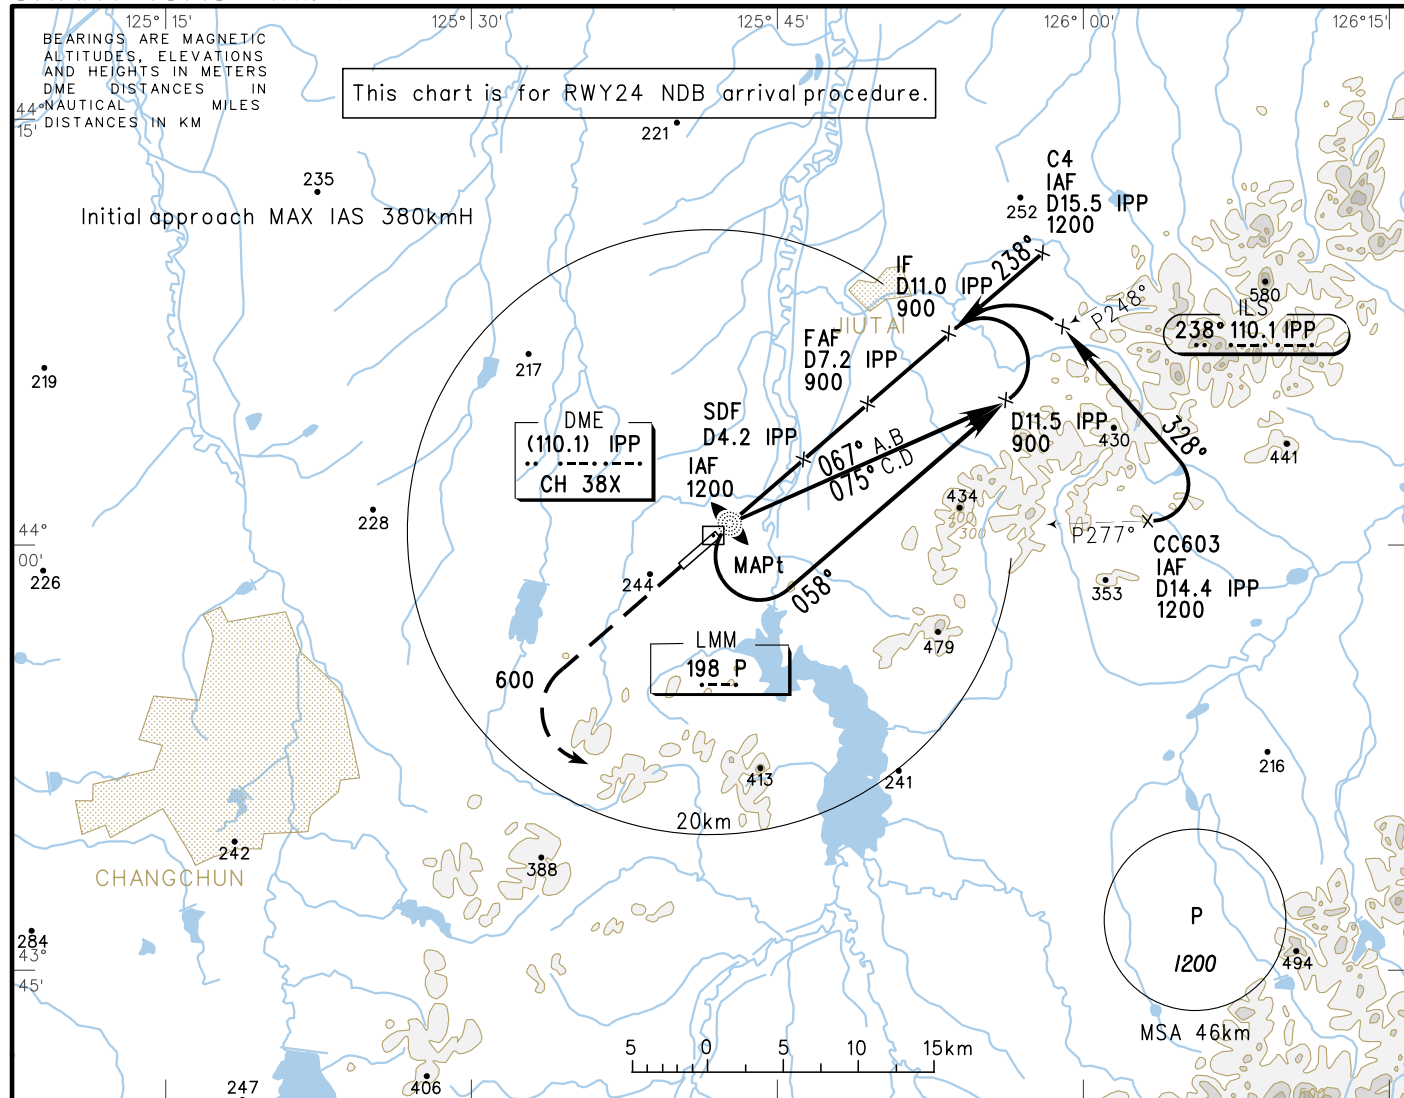 125°15'
125°30'
125°45'
126°00'
126°15'
BEARINGS ARE MAGNETIC
ALTITUDES, ELEVATIONS
AND HEIGHTS IN METERS
DME DISTANCES IN
NAUTICAL MILES
DISTANCES IN KM
44°
15'
This chart is for RWY24 NDB arrival procedure.
221
235
Initial approach MAX IAS 380kmH
C4
IAF
D15.5 IPP
1200
252
238°
IF
D11.0 IPP
900
JIUTAI
P248°
580
ILS
238° 110.1 IPP
FAF
D7.2 IPP
900
219
217
DME
(110.1) IPP
CH 38X
SDF
D4.2 IPP
IAF
1200
067° A.B
075° C.D
D11.5 IPP
900
430
328°
441
434
400
300
228
P277°
44°
00'
226
MAPt
244
058°
CC603
IAF
D14.4 IPP
1200
353
479
LMM
198 P
600
413
241
216
20km
242
CHANGCHUN
388
284
43°
45'
P
1200
494
MSA 46km
5 0 5 10 15km
247
406